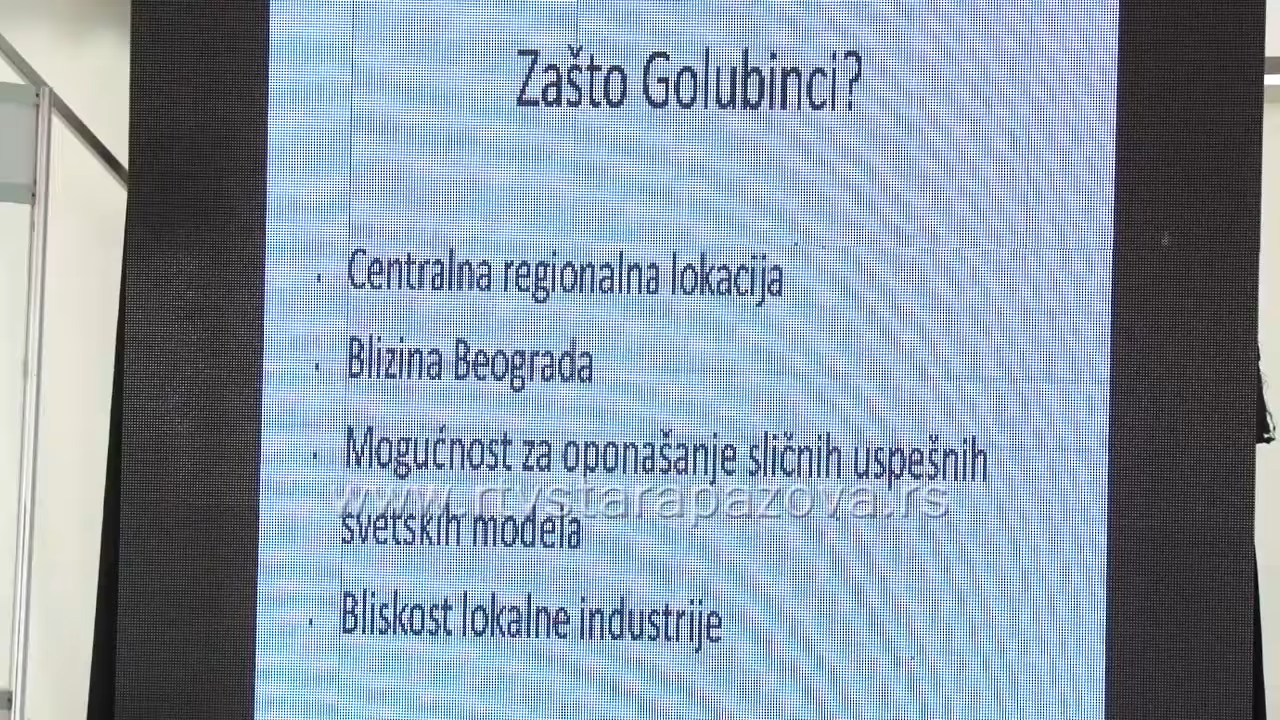 Zašto Golubinci?
Centralna regionalna lokacija
Blizina Beograda
Mogućnost za oponašanje sličnih uspešnih
www.rtvstarapazova.rs
svetskih modela
Bliskost lokalne industrije